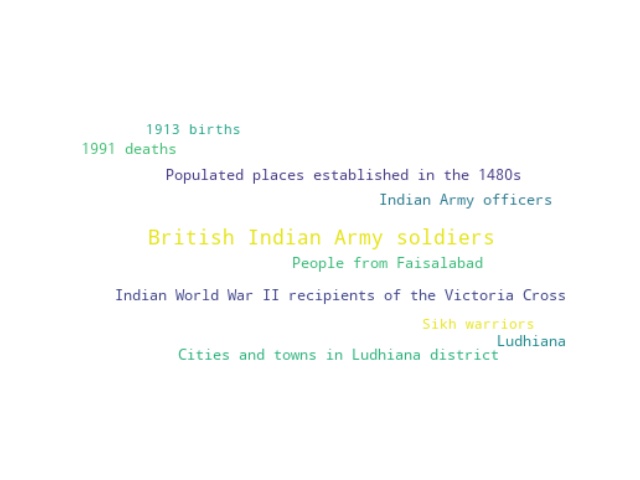 1913 births
1991 deaths
Populated places established in the 1480s
Indian Army officers
British Indian Army soldiers
People from Faisalabad
Indian World War II recipients of the Victoria Cross
Sikh warriors
Ludhiana
Cities and towns in Ludhiana district